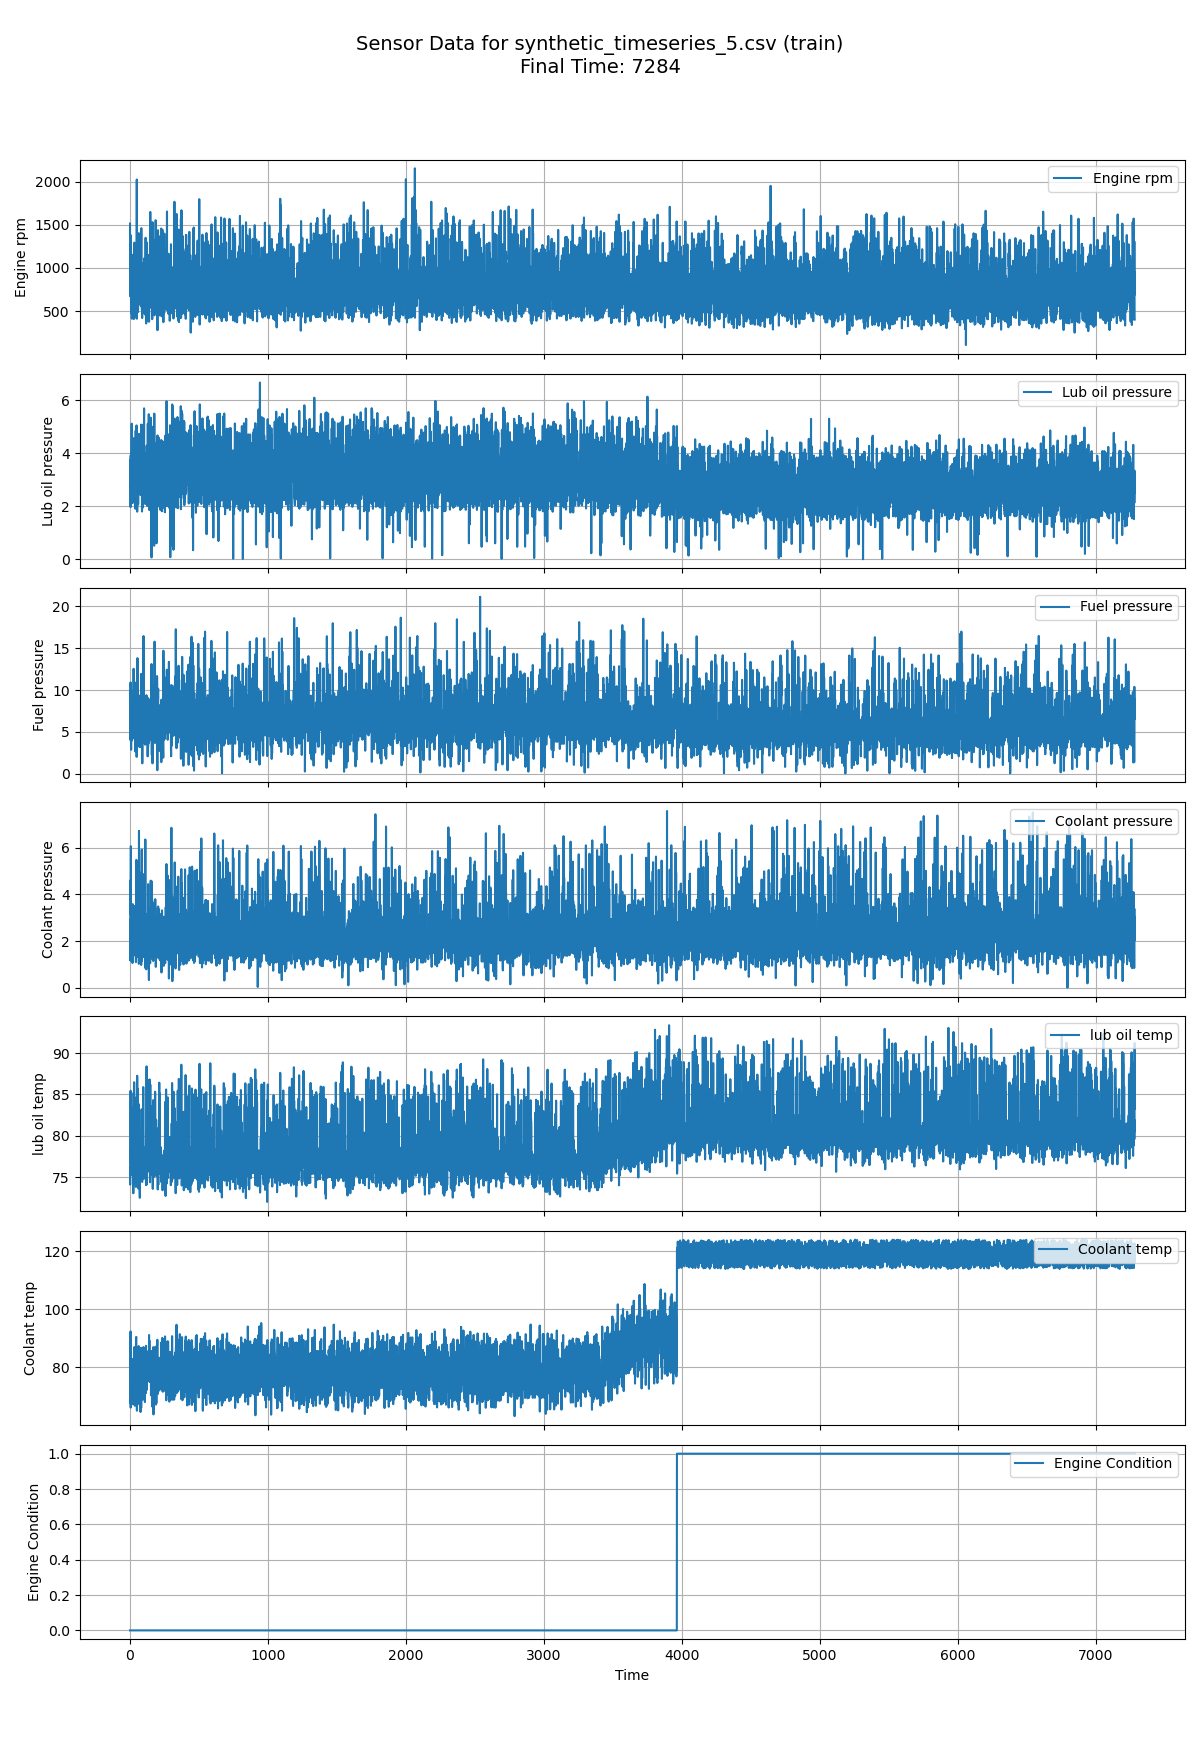 Sensor Data for synthetic_timeseries_5.csv (train)
Final Time: 7284
Engine rpm
2000
1500
1000
500
Engine rpm
Lub oil pressure
6
4
2
0
Lub oil pressure
Fuel pressure
20
15
10
5
0
Fuel pressure
Coolant pressure
6
4
2
0
Coolant pressure
lub oil temp
90
85
80
75
lub oil temp
Coolant temp
120
100
80
Coolant temp
Engine Condition
1.0
0.8
0.6
0.4
0.2
0.0
Engine Condition
0 1000 2000 3000 4000 5000 6000 7000
Time